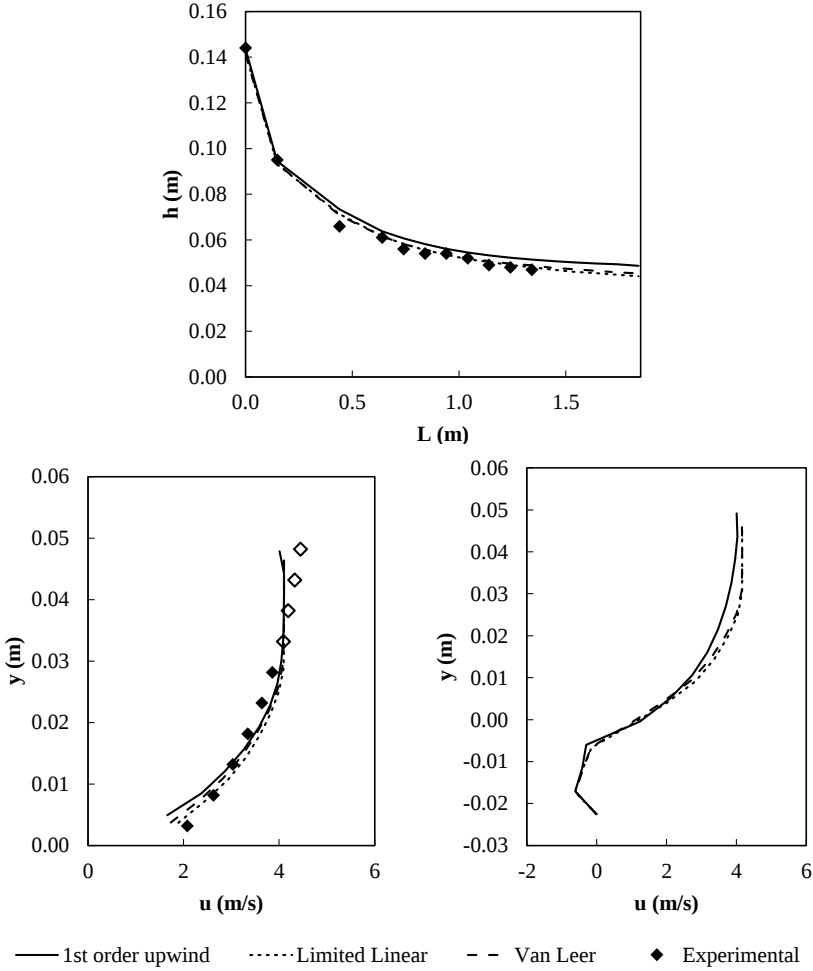 0.16
0.14
0.12
0.10
0.08
0.06
0.04
0.02
0.00
h (m)
0.0 0.5 1.0 1.5
L (m)
0.06
0.05
0.04
0.03
0.02
0.01
0.00
y (m)
0 2 4 6
u (m/s)
0.06
0.05
0.04
0.03
0.02
0.01
0.00
-0.01
-0.02
-0.03
y (m)
-2 0 2 4 6
u (m/s)
1st order upwind Limited Linear Van Leer Experimental